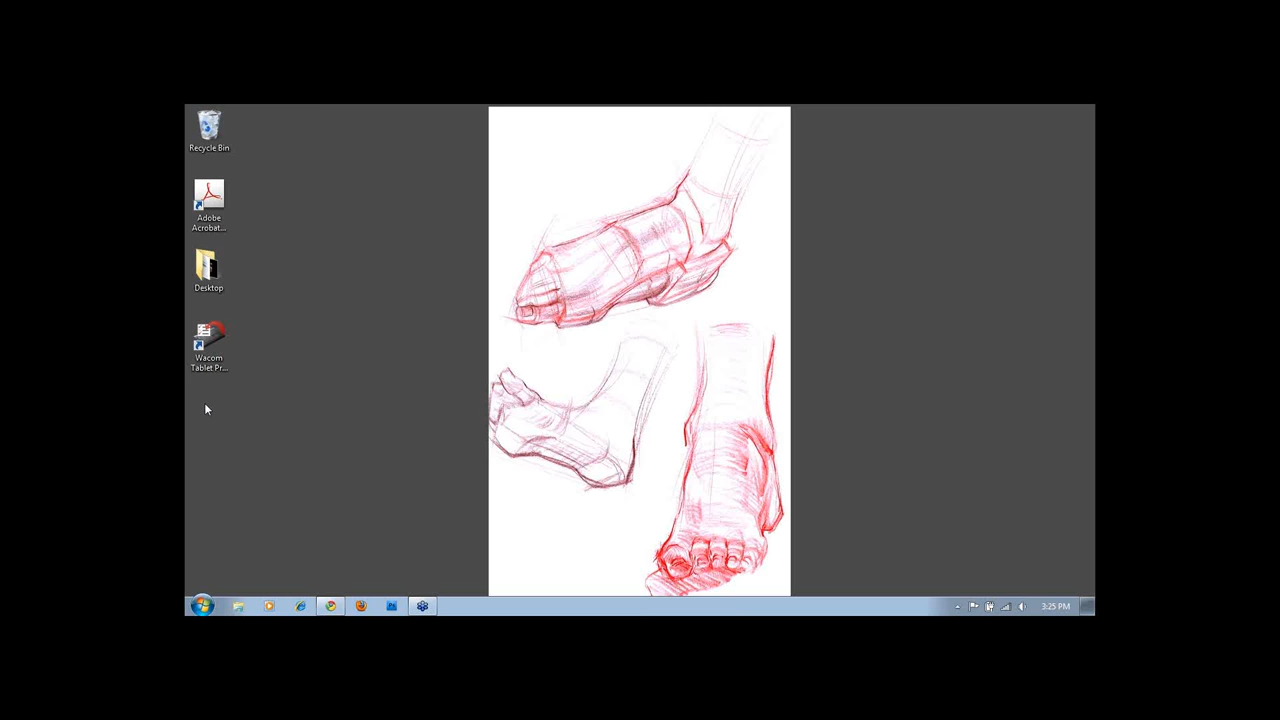 Recycle Bin
Adobe
Acrobat...
Desktop
Wacom
Tablet Pr...
3:25 PM